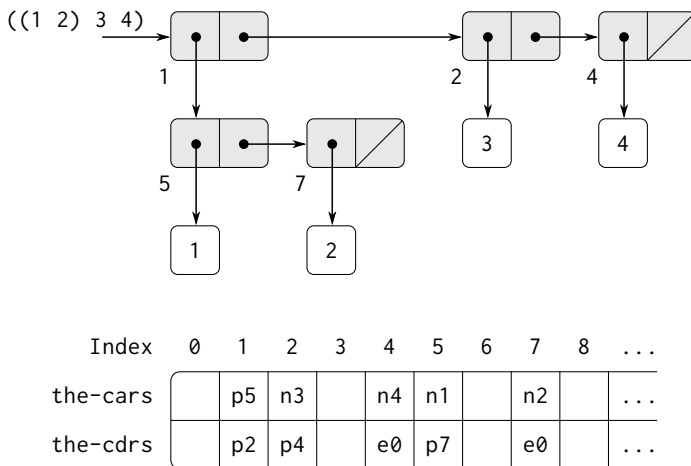 ((1 2) 3 4)
1 2 4
3 4
5 7
1 2
Index 0 1 2 3 4 5 6 7 8 ...
the-cars p5 n3 n4 n1 n2 ...
the-cdrs p2 p4 e0 p7 e0 ...